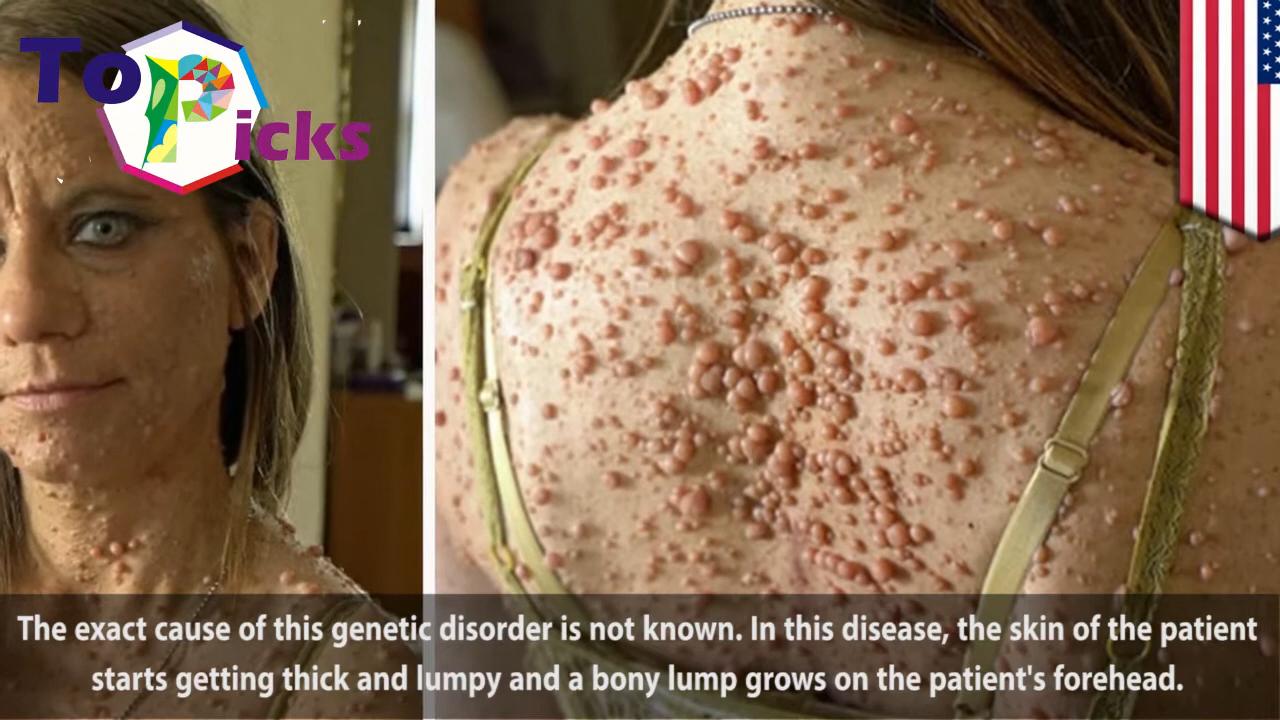 ToPicks
The exact cause of this genetic disorder is not known. In this disease, the skin of the patient
starts getting thick and lumpy and a bony lump grows on the patient's forehead.